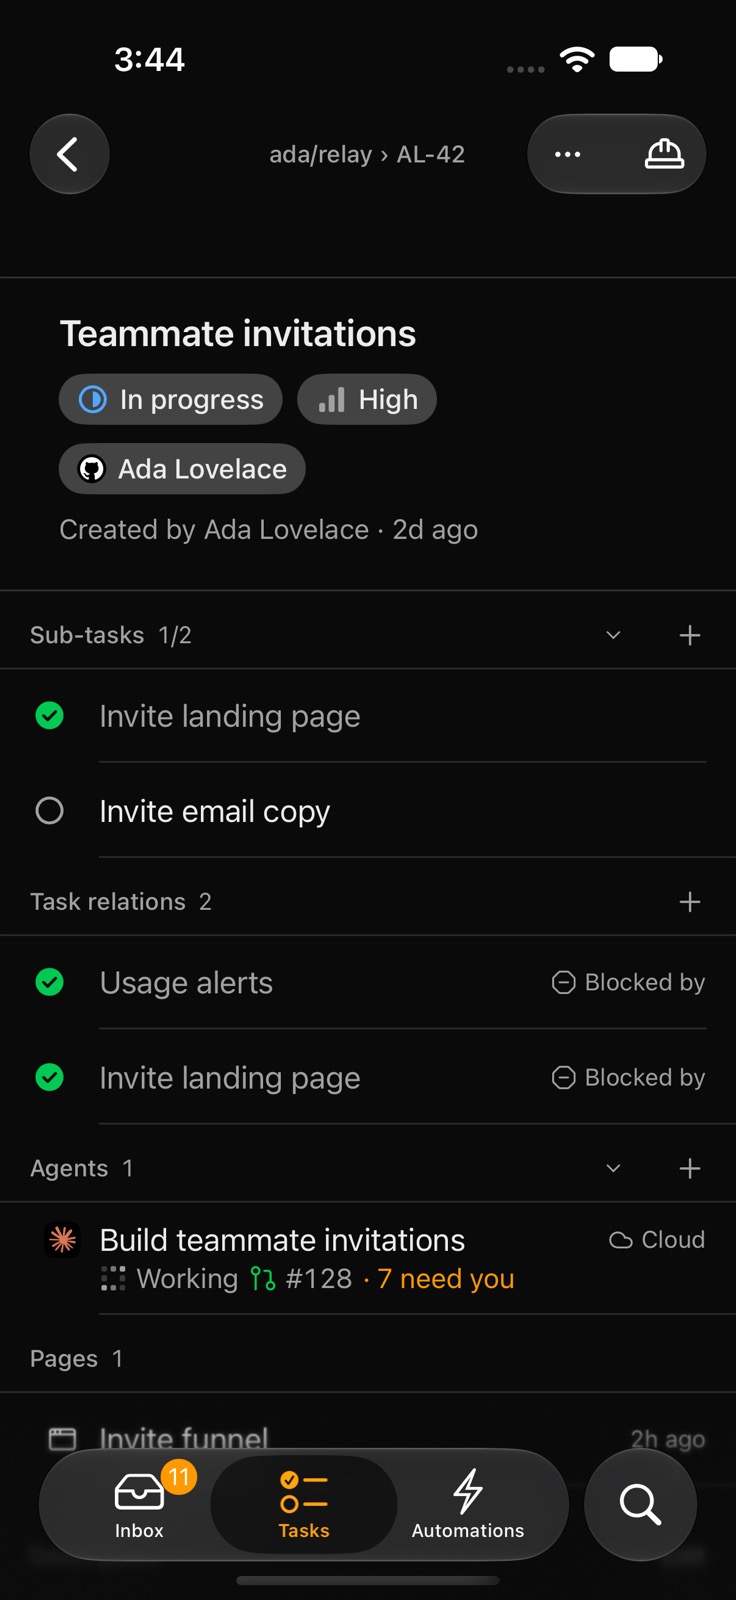 3:44
ada/relay › AL-42
Teammate invitations
In progress
High
Ada Lovelace
Created by Ada Lovelace · 2d ago
Sub-tasks 1/2
Invite landing page
Invite email copy
Task relations 2
Usage alerts Blocked by
Invite landing page Blocked by
Agents 1
Build teammate invitations Cloud
Working #128 · 7 need you
Pages 1
Invite funnel 2h ago
11
Inbox
Tasks
Automations